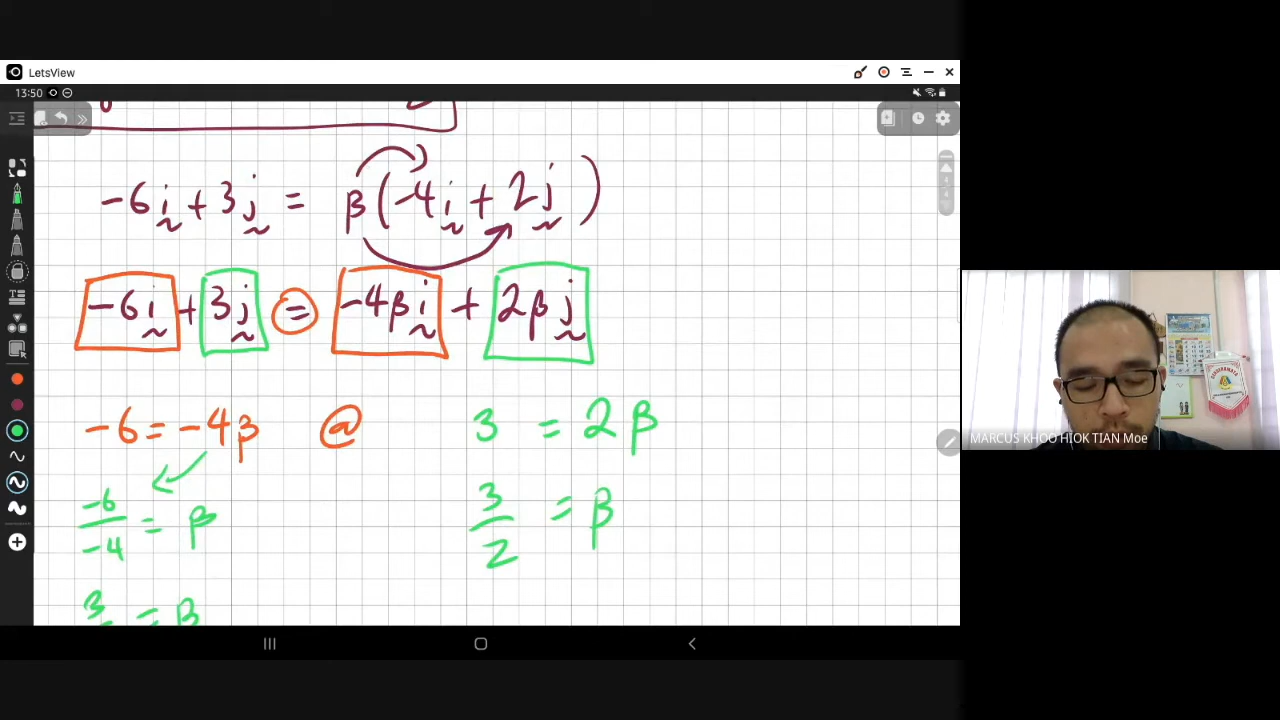 LetsView
13:50
-6i + 3j = β(-4i + 2j)
-6i + 3j = -4βi + 2βj
-6 = -4β @ 3 = 2β
-6/-4 = β 3/2 = β
= β
MARCUS KHOO HIOK TIAN Moe